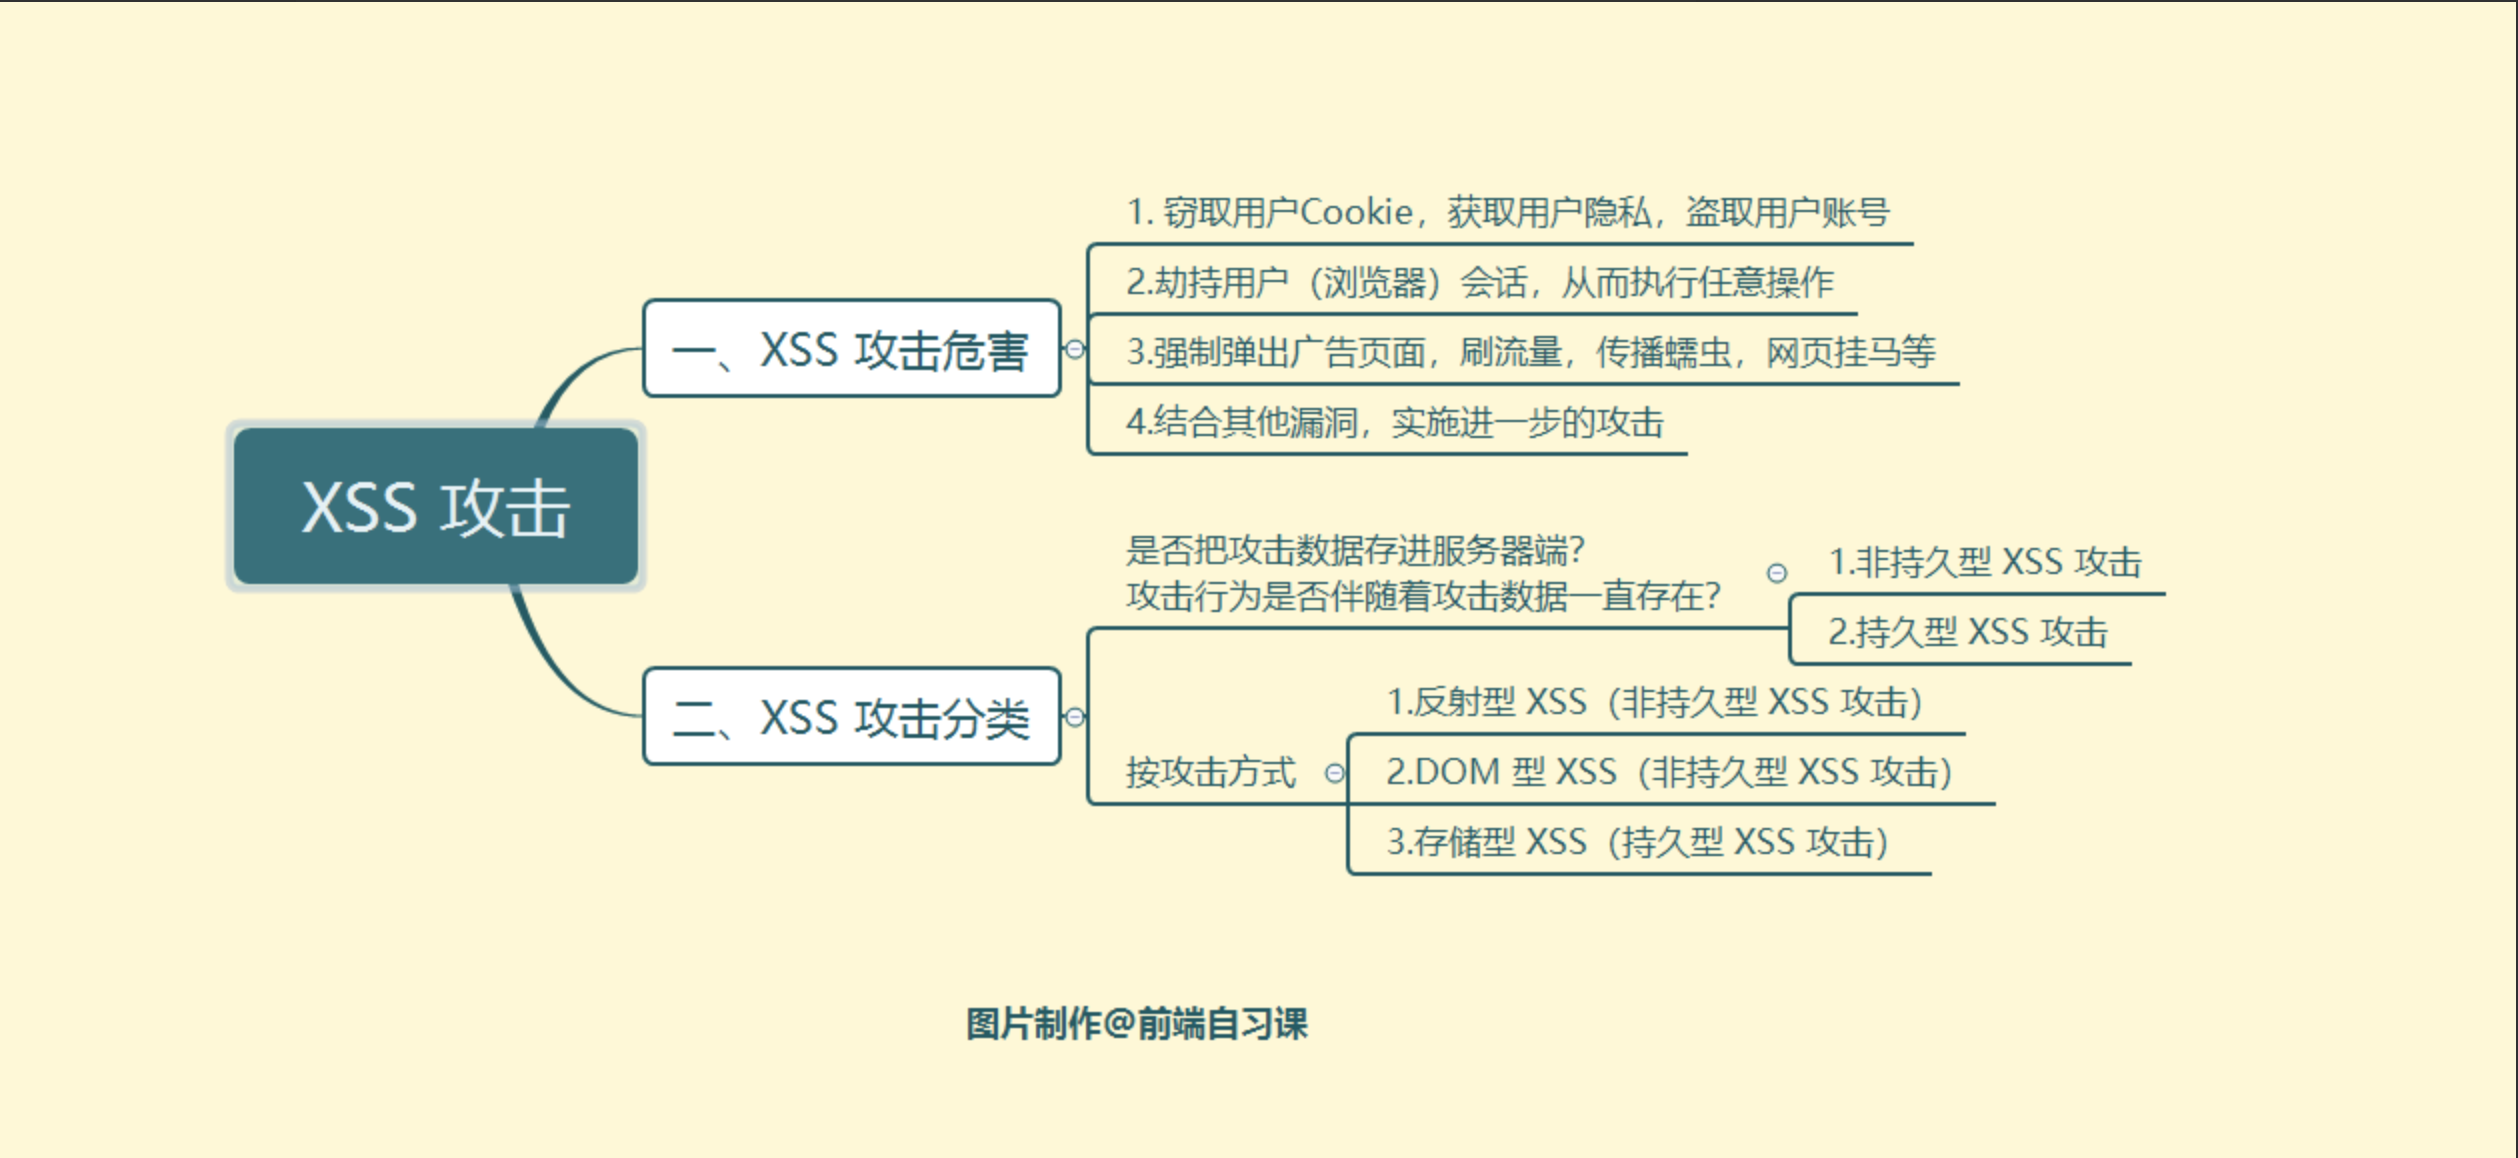 XSS 攻击
一、XSS 攻击危害
1. 窃取用户Cookie，获取用户隐私，盗取用户账号
2.劫持用户（浏览器）会话，从而执行任意操作
3.强制弹出广告页面，刷流量，传播蠕虫，网页挂马等
4.结合其他漏洞，实施进一步的攻击
二、XSS 攻击分类
是否把攻击数据存进服务器端？
攻击行为是否伴随着攻击数据一直存在？
1.非持久型 XSS 攻击
2.持久型 XSS 攻击
按攻击方式
1.反射型 XSS（非持久型 XSS 攻击）
2.DOM 型 XSS（非持久型 XSS 攻击）
3.存储型 XSS（持久型 XSS 攻击）
图片制作@前端自习课